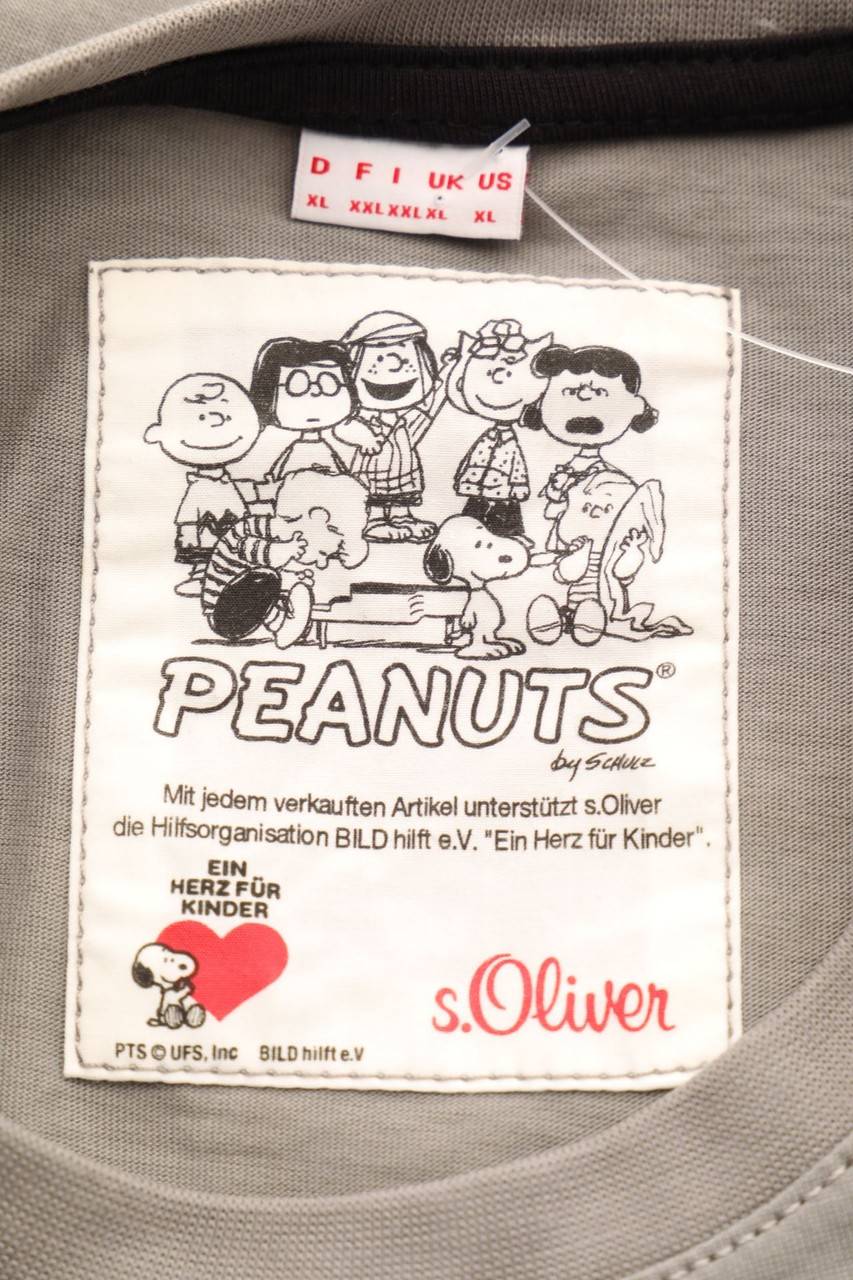 D F I UK US
XL XXL XXL XL XL
PEANUTS®
by SCHULZ
Mit jedem verkauften Artikel unterstützt s.Oliver
die Hilfsorganisation BILD hilft e.V. "Ein Herz für Kinder".
EIN
HERZ FÜR
KINDER
s.Oliver
PTS © UFS, Inc BILD hilft e.V